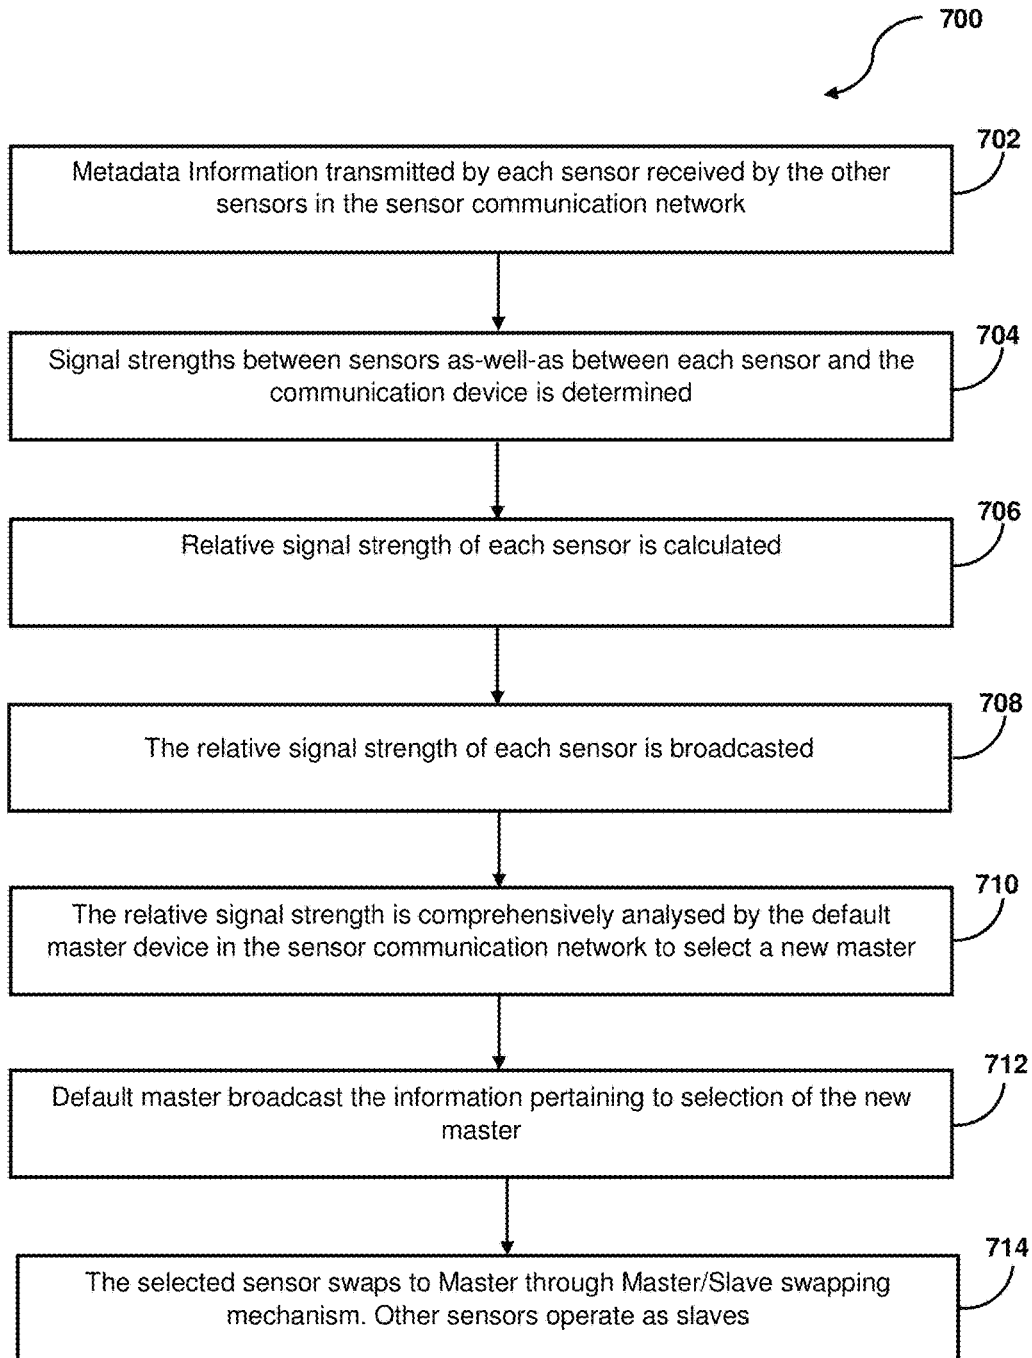 700
702
Metadata Information transmitted by each sensor received by the other
sensors in the sensor communication network
704
Signal strengths between sensors as-well-as between each sensor and the
communication device is determined
706
Relative signal strength of each sensor is calculated
708
The relative signal strength of each sensor is broadcasted
710
The relative signal strength is comprehensively analysed by the default
master device in the sensor communication network to select a new master
712
Default master broadcast the information pertaining to selection of the new
master
714
The selected sensor swaps to Master through Master/Slave swapping
mechanism. Other sensors operate as slaves